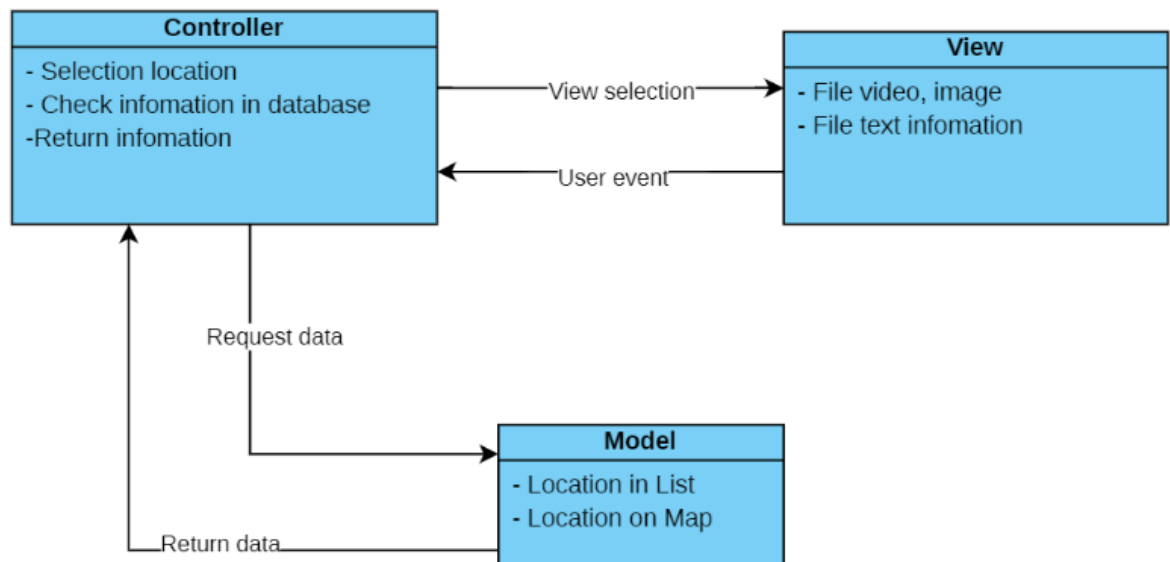 Controller
- Selection location
- Check infomation in database
-Return infomation
View selection
User event
View
- File video, image
- File text infomation
Request data
Model
- Location in List
- Location on Map
Return data